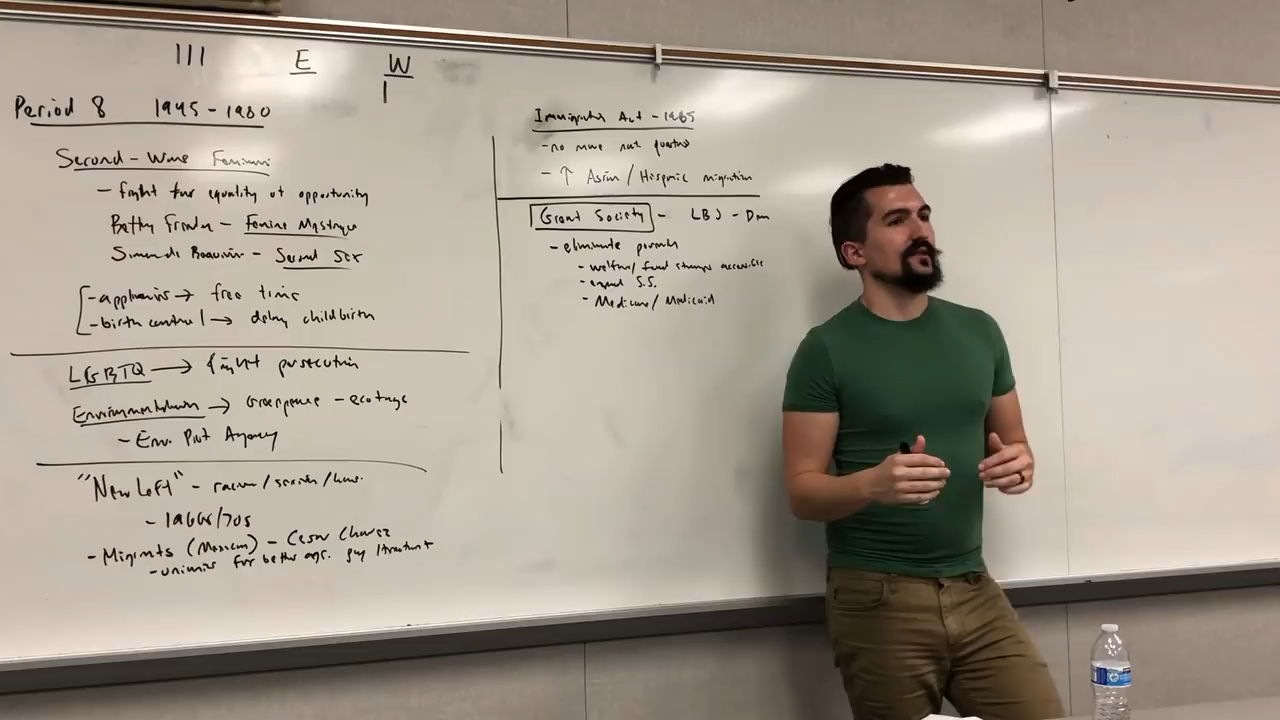 III E W
I
Period 8 1945-1980
Second-Wave Feminism
- fight for equality of opportunity
Betty Friedan - Feminine Mystique
Simone de Beauvoir - Second Sex
- appliances → free time
- birth control → delay childbirth
LGBTQ → fight persecution
Environmentalism → Greenpeace - ecotage
- Env. Prot Agency
"New Left" - racism/sexism/
- 1960s/70s
- Migrants (Mexican) - Cesar Chavez
- unions for better agr. pay/treatment
Immigration Act - 1965
- no more nat. quotas
- ↑ Asian/Hispanic migration
Great Society - LBJ - Dem
- eliminate poverty
- welfare/food stamps accessible
- expand S.S.
- Medicare/Medicaid